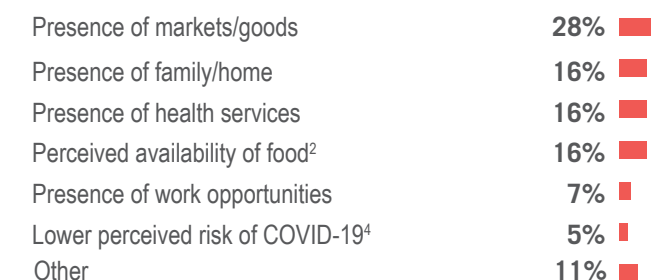 Presence of markets/goods 28%
Presence of family/home 16%
Presence of health services 16%
Perceived availability of food² 16%
Presence of work opportunities 7%
Lower perceived risk of COVID-19⁴ 5%
Other 11%